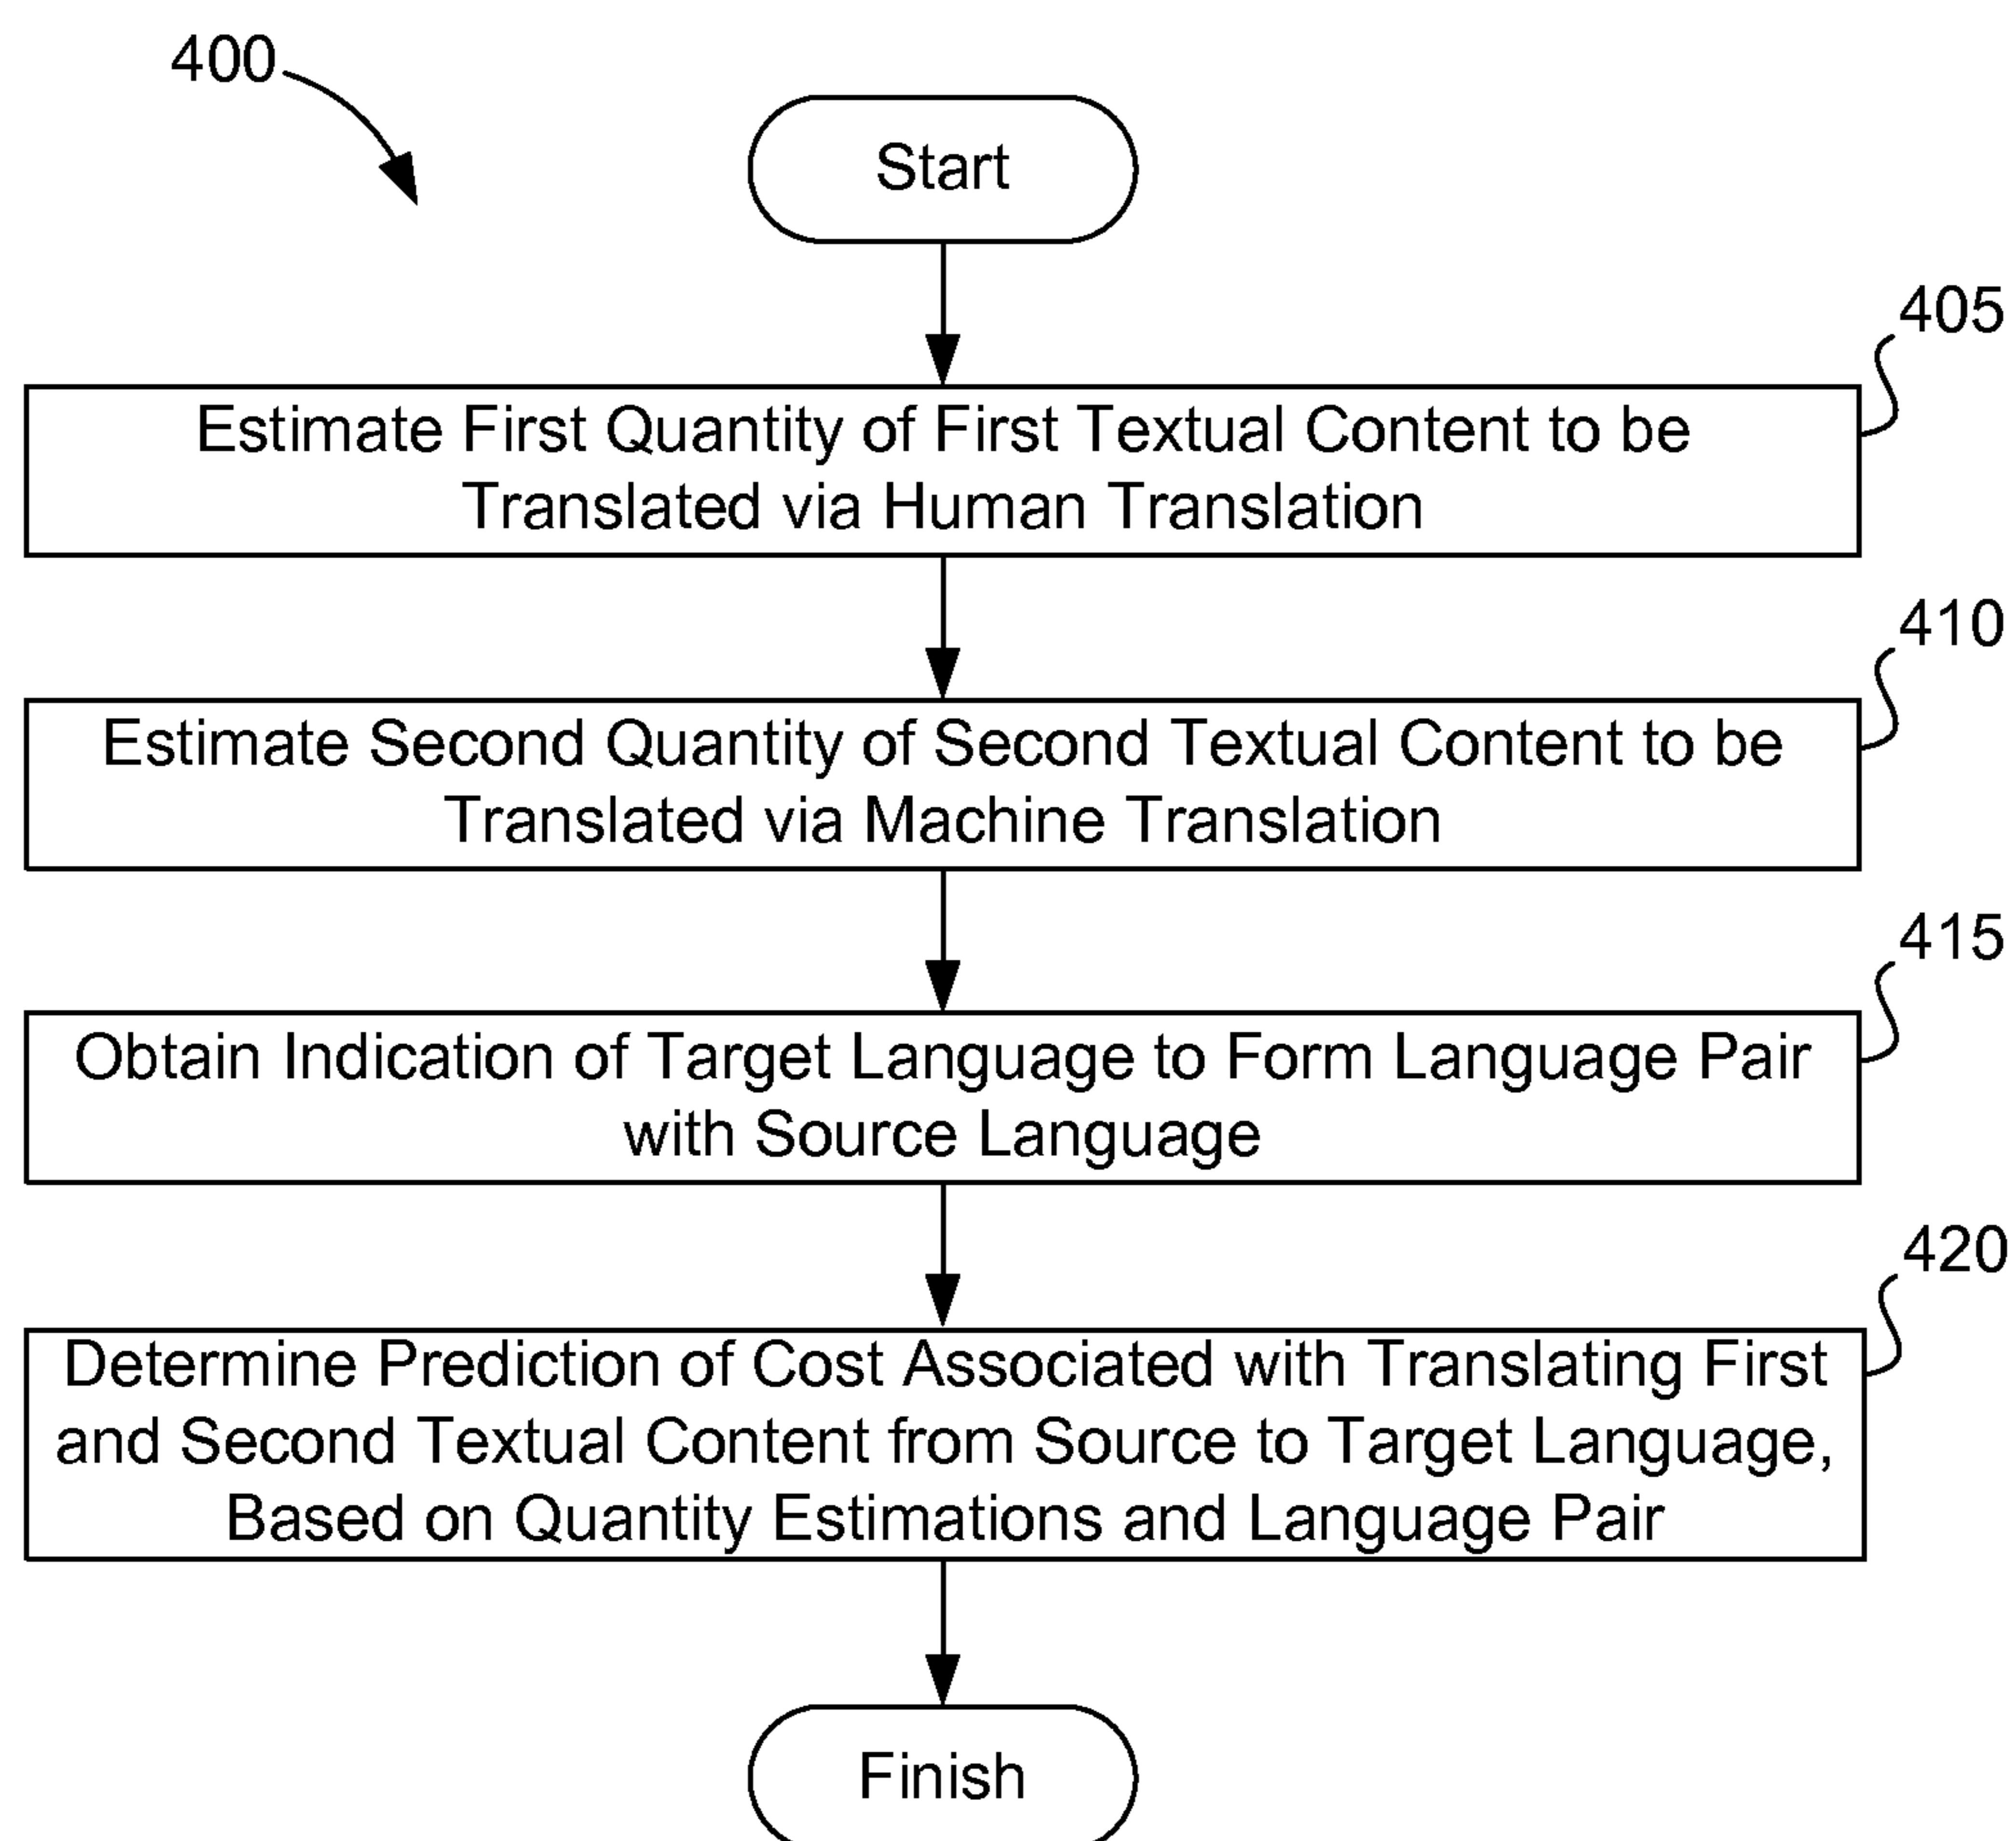 400
Start
405
Estimate First Quantity of First Textual Content to be
Translated via Human Translation
410
Estimate Second Quantity of Second Textual Content to be
Translated via Machine Translation
415
Obtain Indication of Target Language to Form Language Pair
with Source Language
420
Determine Prediction of Cost Associated with Translating First
and Second Textual Content from Source to Target Language,
Based on Quantity Estimations and Language Pair
Finish